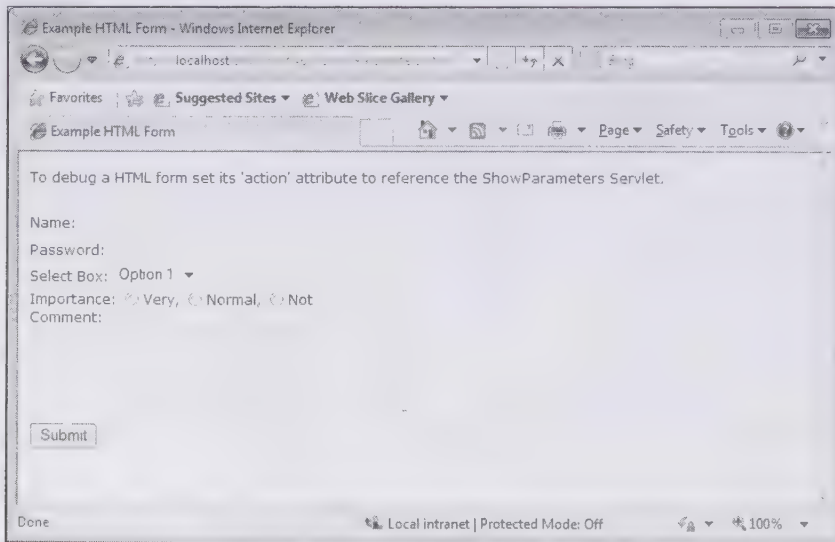 Example HTML Form - Windows Internet Explorer
localhost
Favorites Suggested Sites Web Slice Gallery
Example HTML Form Page Safety Tools
To debug a HTML form set its 'action' attribute to reference the ShowParameters Servlet.
Name:
Password:
Select Box: Option 1
Importance: Very, Normal, Not
Comment:
Submit
Done Local intranet | Protected Mode: Off 100%